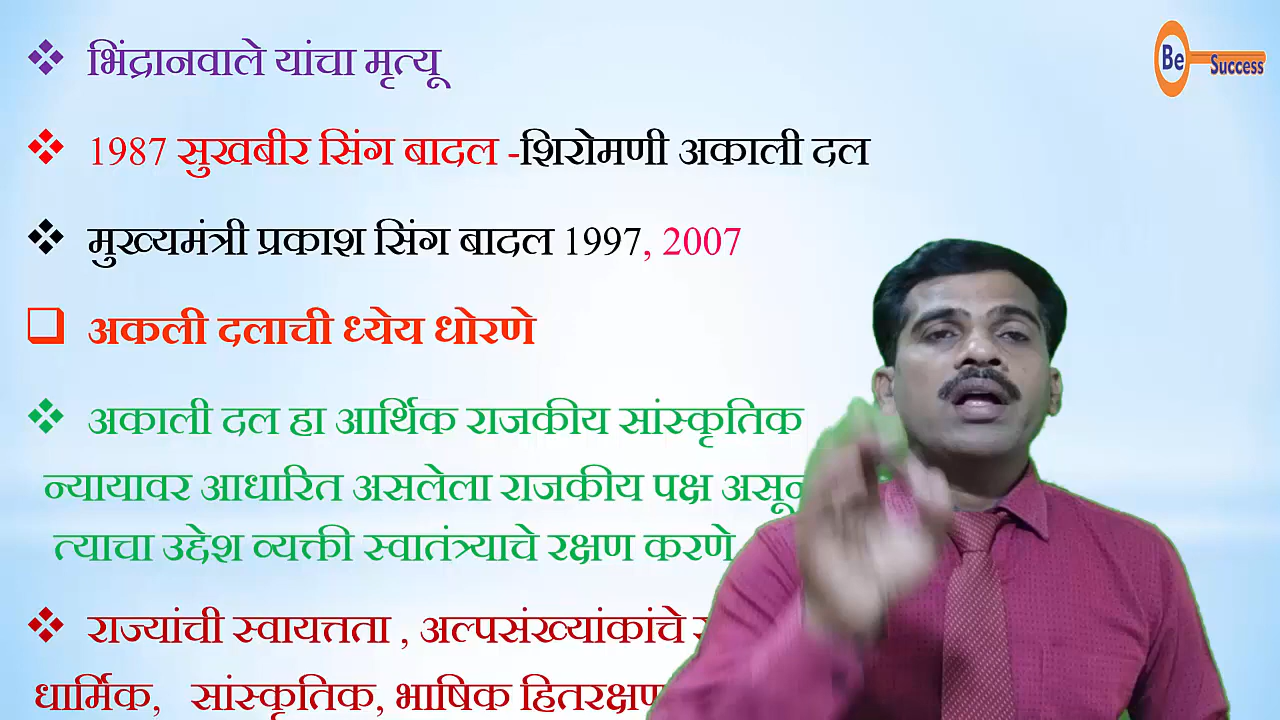 भिंद्रानवाले यांचा मृत्यू
Be Success
1987 सुखबीर सिंग बादल -शिरोमणी अकाली दल
मुख्यमंत्री प्रकाश सिंग बादल 1997, 2007
अकली दलाची ध्येय धोरणे
अकाली दल हा आर्थिक राजकीय सांस्कृतिक
न्यायावर आधारित असलेला राजकीय पक्ष असून
त्याचा उद्देश व्यक्ती स्वातंत्र्याचे रक्षण करणे
राज्यांची स्वायत्तता , अल्पसंख्यांकांचे
धार्मिक, सांस्कृतिक, भाषिक हितरक्षण